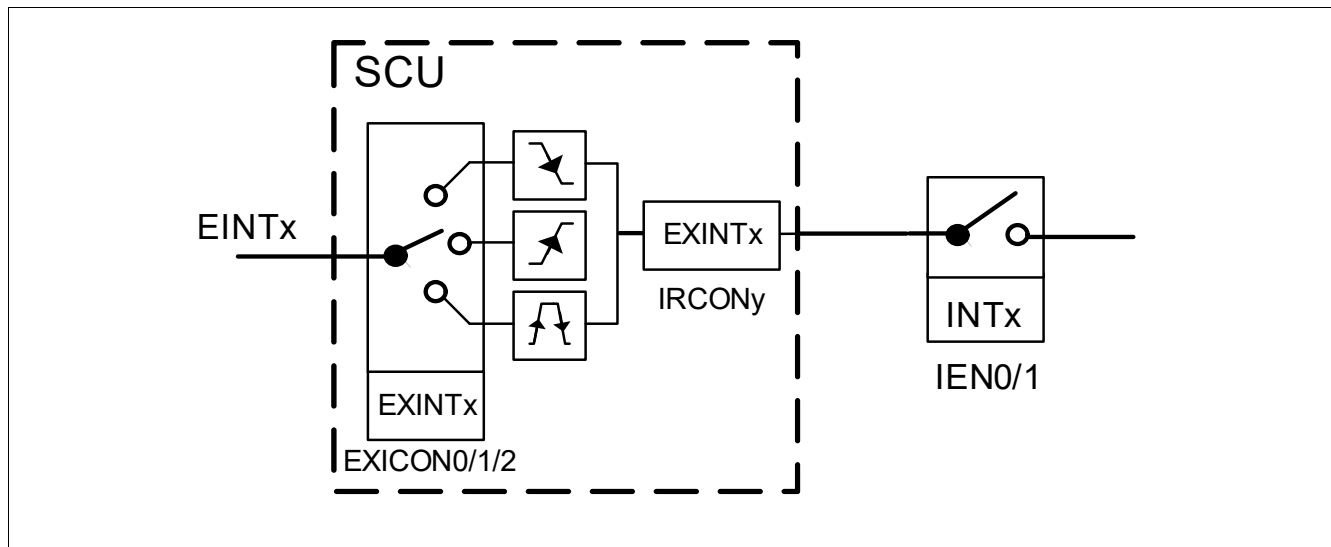 SCU
EINTx
EXINTx
EXICON0/1/2
EXINTx
IRCONy
INTx
IEN0/1